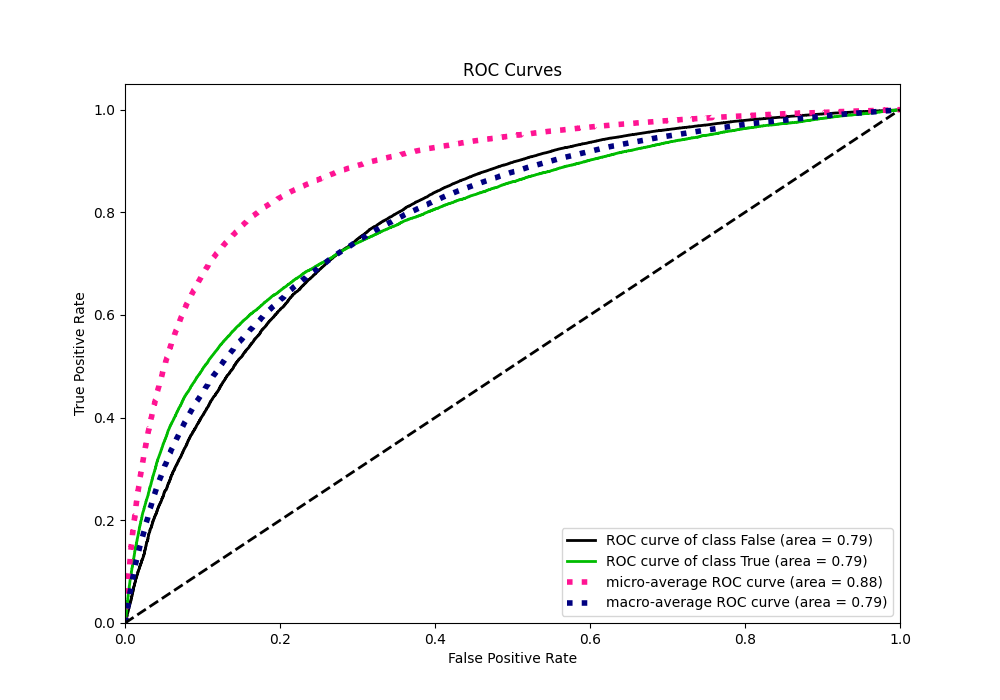 ROC Curves
1.0
0.8
0.6
0.4
0.2
0.0
True Positive Rate
ROC curve of class False (area = 0.79)
ROC curve of class True (area = 0.79)
micro-average ROC curve (area = 0.88)
macro-average ROC curve (area = 0.79)
0.0 0.2 0.4 0.6 0.8 1.0
False Positive Rate